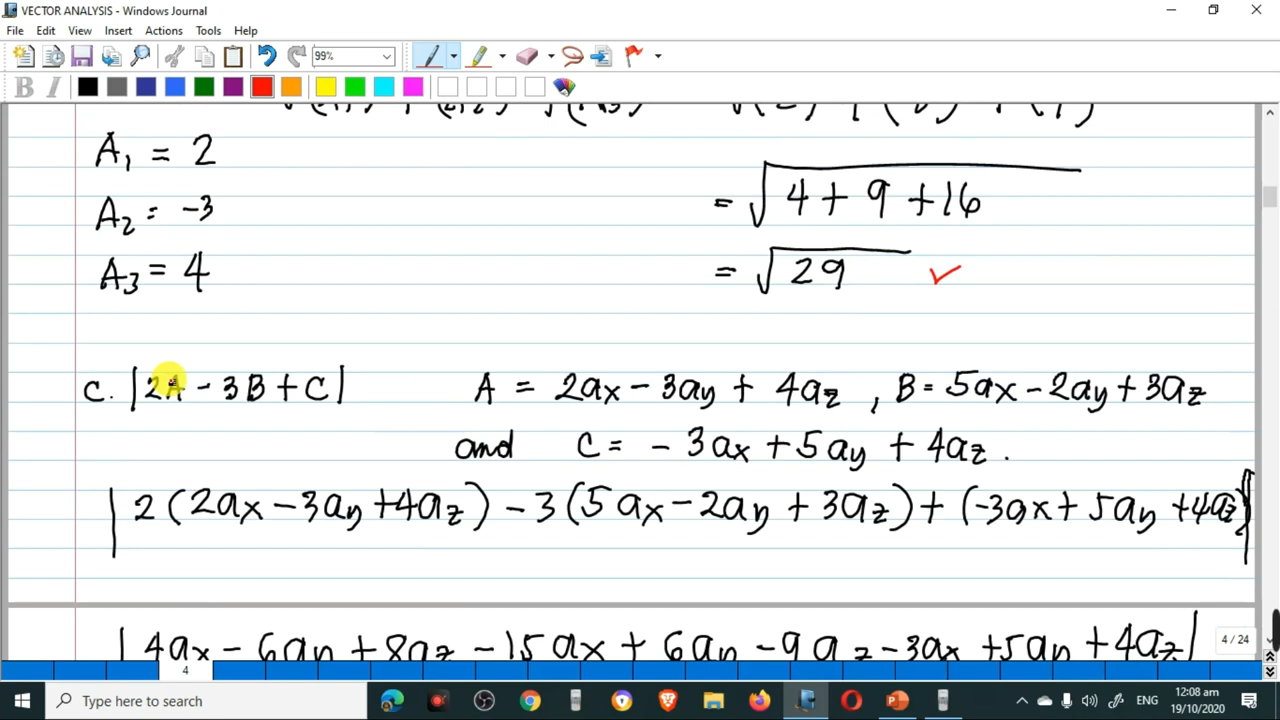 VECTOR ANALYSIS - Windows Journal
File Edit View Insert Actions Tools Help
99%
B I
A1 = 2
= √4 + 9 + 16
A2 = -3
= √29 ✓
A3 = 4
c. |2A - 3B + C| A = 2ax - 3ay + 4az , B = 5ax - 2ay + 3az
and C = - 3ax + 5ay + 4az .
|2 (2ax - 3ay + 4az) - 3 (5ax - 2ay + 3az) + (-3ax + 5ay + 4az)|
|4ax - 6ay + 8az - 15ax + 6ay - 9az - 3ax + 5ay + 4az|
4 / 24
4
Type here to search
ENG
12:08 am
19/10/2020